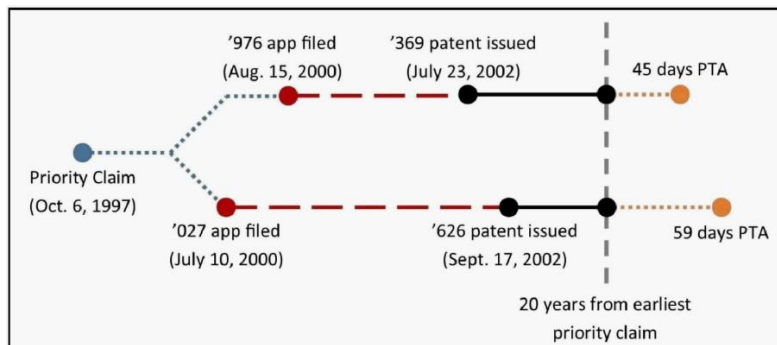 ’976 app filed
(Aug. 15, 2000)
’369 patent issued
(July 23, 2002)
45 days PTA
Priority Claim
(Oct. 6, 1997)
’027 app filed
(July 10, 2000)
’626 patent issued
(Sept. 17, 2002)
59 days PTA
20 years from earliest
priority claim